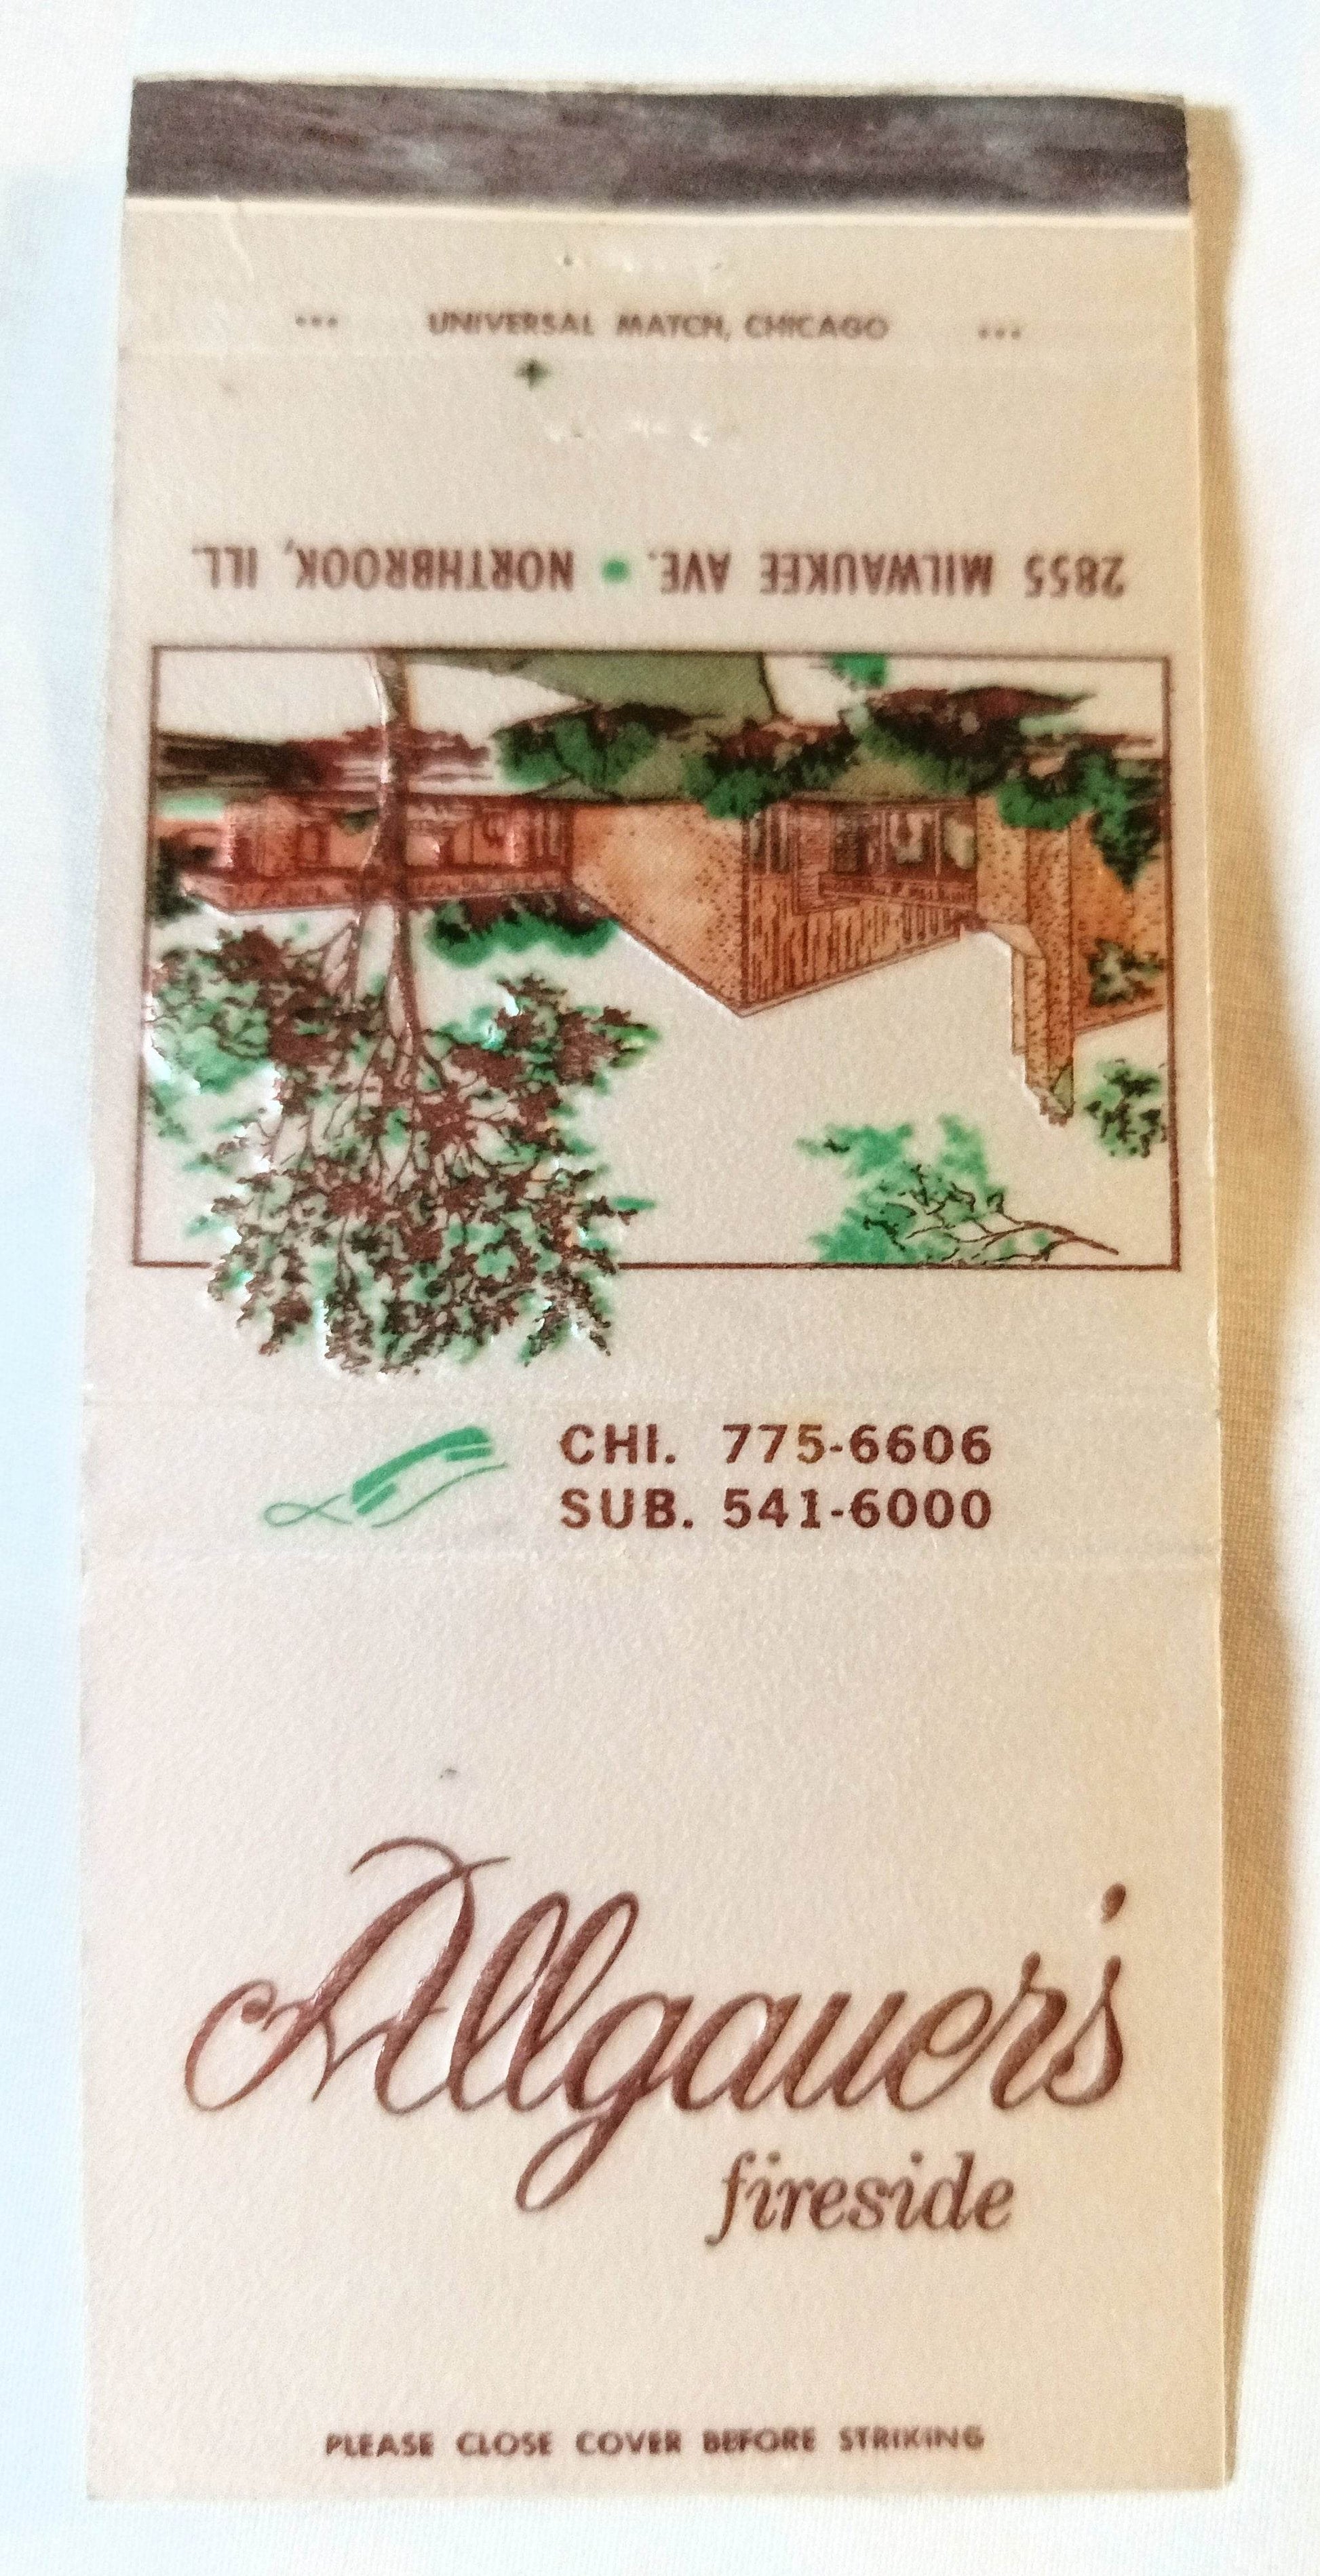 ••• UNIVERSAL MATCH, CHICAGO •••
2855 MILWAUKEE AVE. • NORTHBROOK, ILL.
CHI. 775-6606
SUB. 541-6000
Allgauer's
fireside
PLEASE CLOSE COVER BEFORE STRIKING